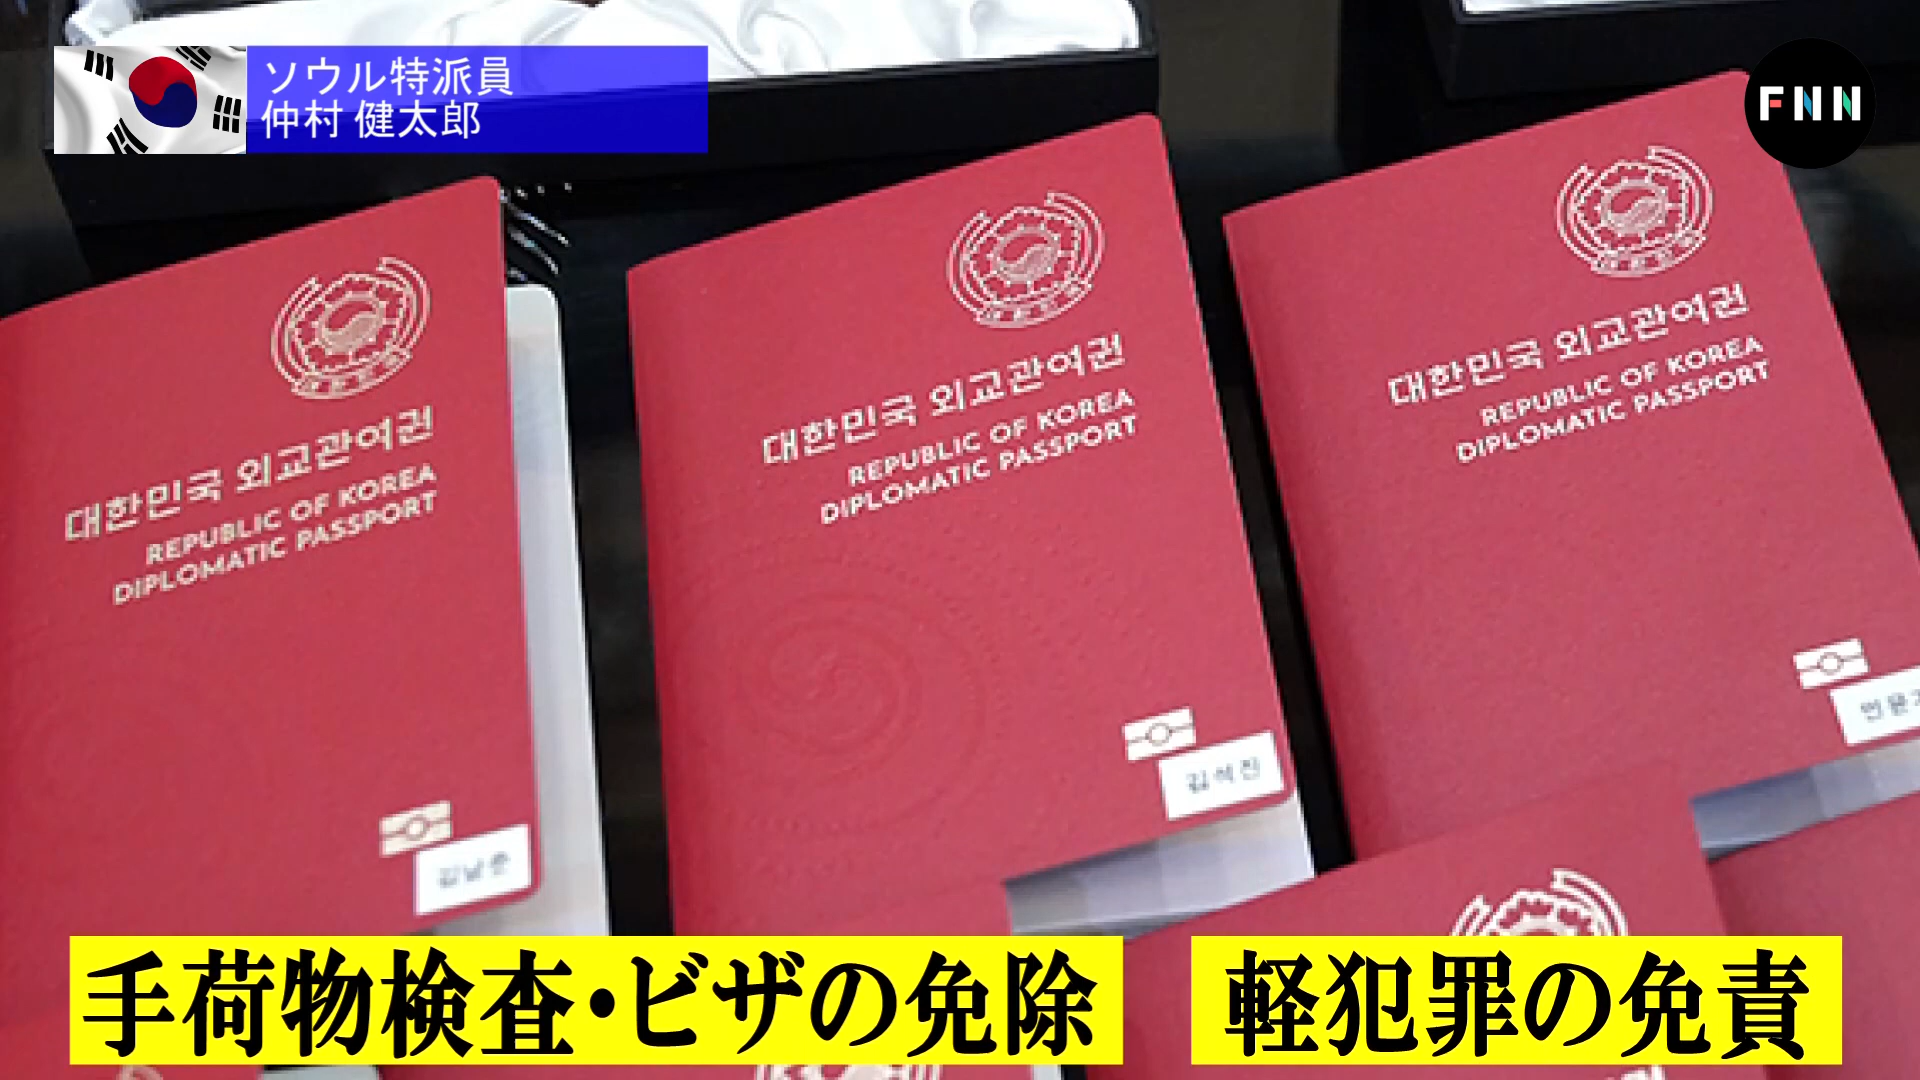 ソウル特派員
仲村 健太郎
FNN
대한민국 외교관여권
REPUBLIC OF KOREA
DIPLOMATIC PASSPORT
김남준
대한민국 외교관여권
REPUBLIC OF KOREA
DIPLOMATIC PASSPORT
김석진
대한민국 외교관여권
REPUBLIC OF KOREA
DIPLOMATIC PASSPORT
手荷物検査・ビザの免除
軽犯罪の免責